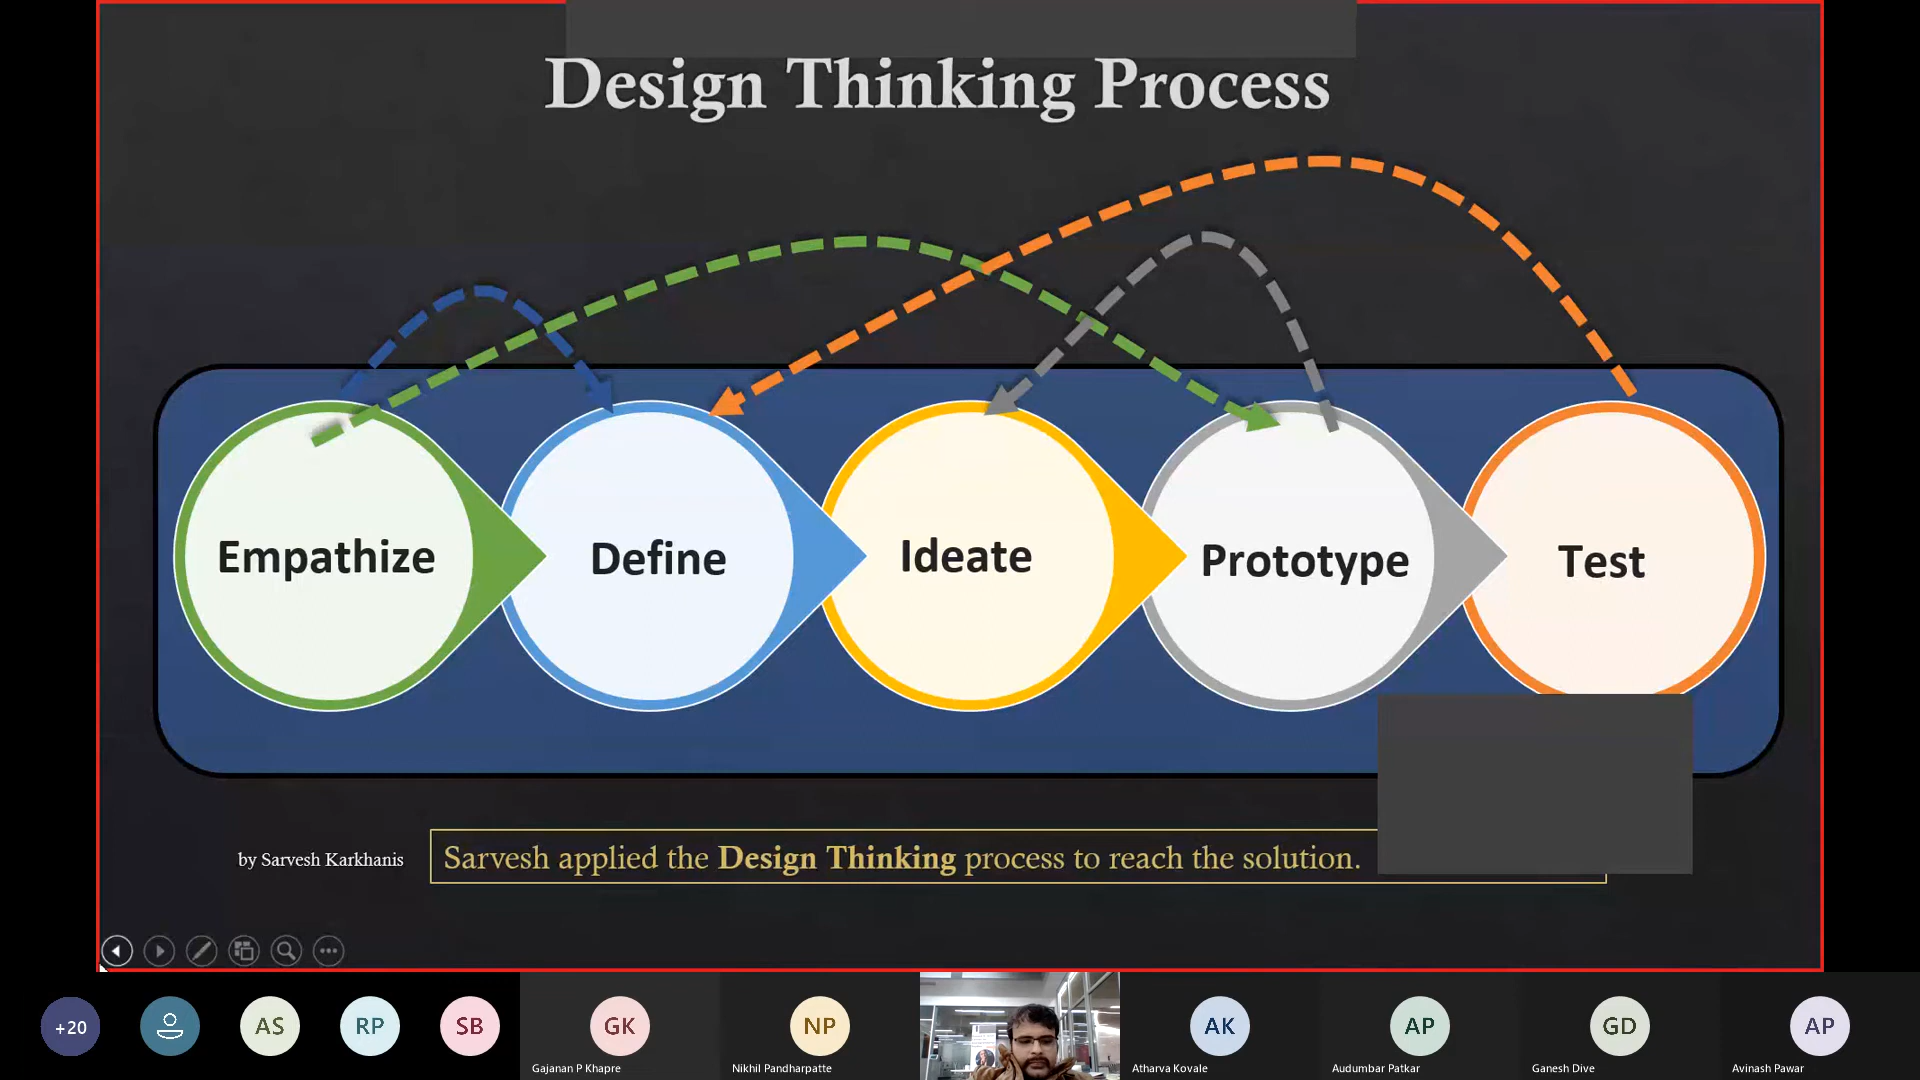 Design Thinking Process
Empathize
Define
Ideate
Prototype
Test
by Sarvesh Karkhanis
Sarvesh applied the Design Thinking process to reach the solution.
+20
AS
RP
SB
GK
NP
AK
AP
GD
AP
Gajanan P Khapre
Nikhil Pandharpatte
Atharva Kovale
Audumbar Patkar
Ganesh Dive
Avinash Pawar